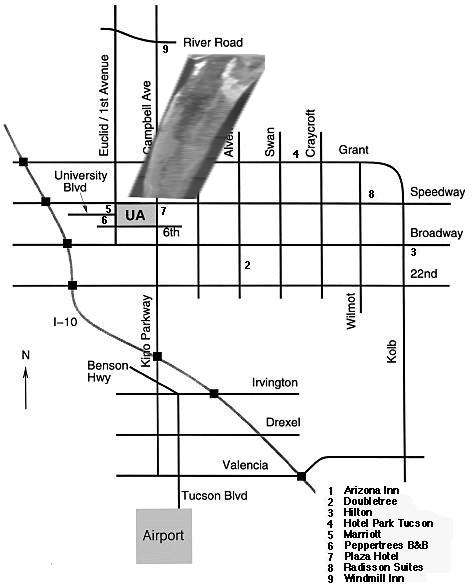 9 River Road
Euclid / 1st Avenue
Campbell Ave
Swan
4
Craycroft
Grant
University
Blvd
8
Speedway
5
UA
7
6
6th
Broadway
3
2
22nd
I-10
Wilmot
Kino Parkway
Kolb
N
Benson
Hwy
Irvington
Drexel
Valencia
Tucson Blvd
Airport
1 Arizona Inn
2 Doubletree
3 Hilton
4 Hotel Park Tucson
5 Marriott
6 Peppertrees B&B
7 Plaza Hotel
8 Radisson Suites
9 Windmill Inn